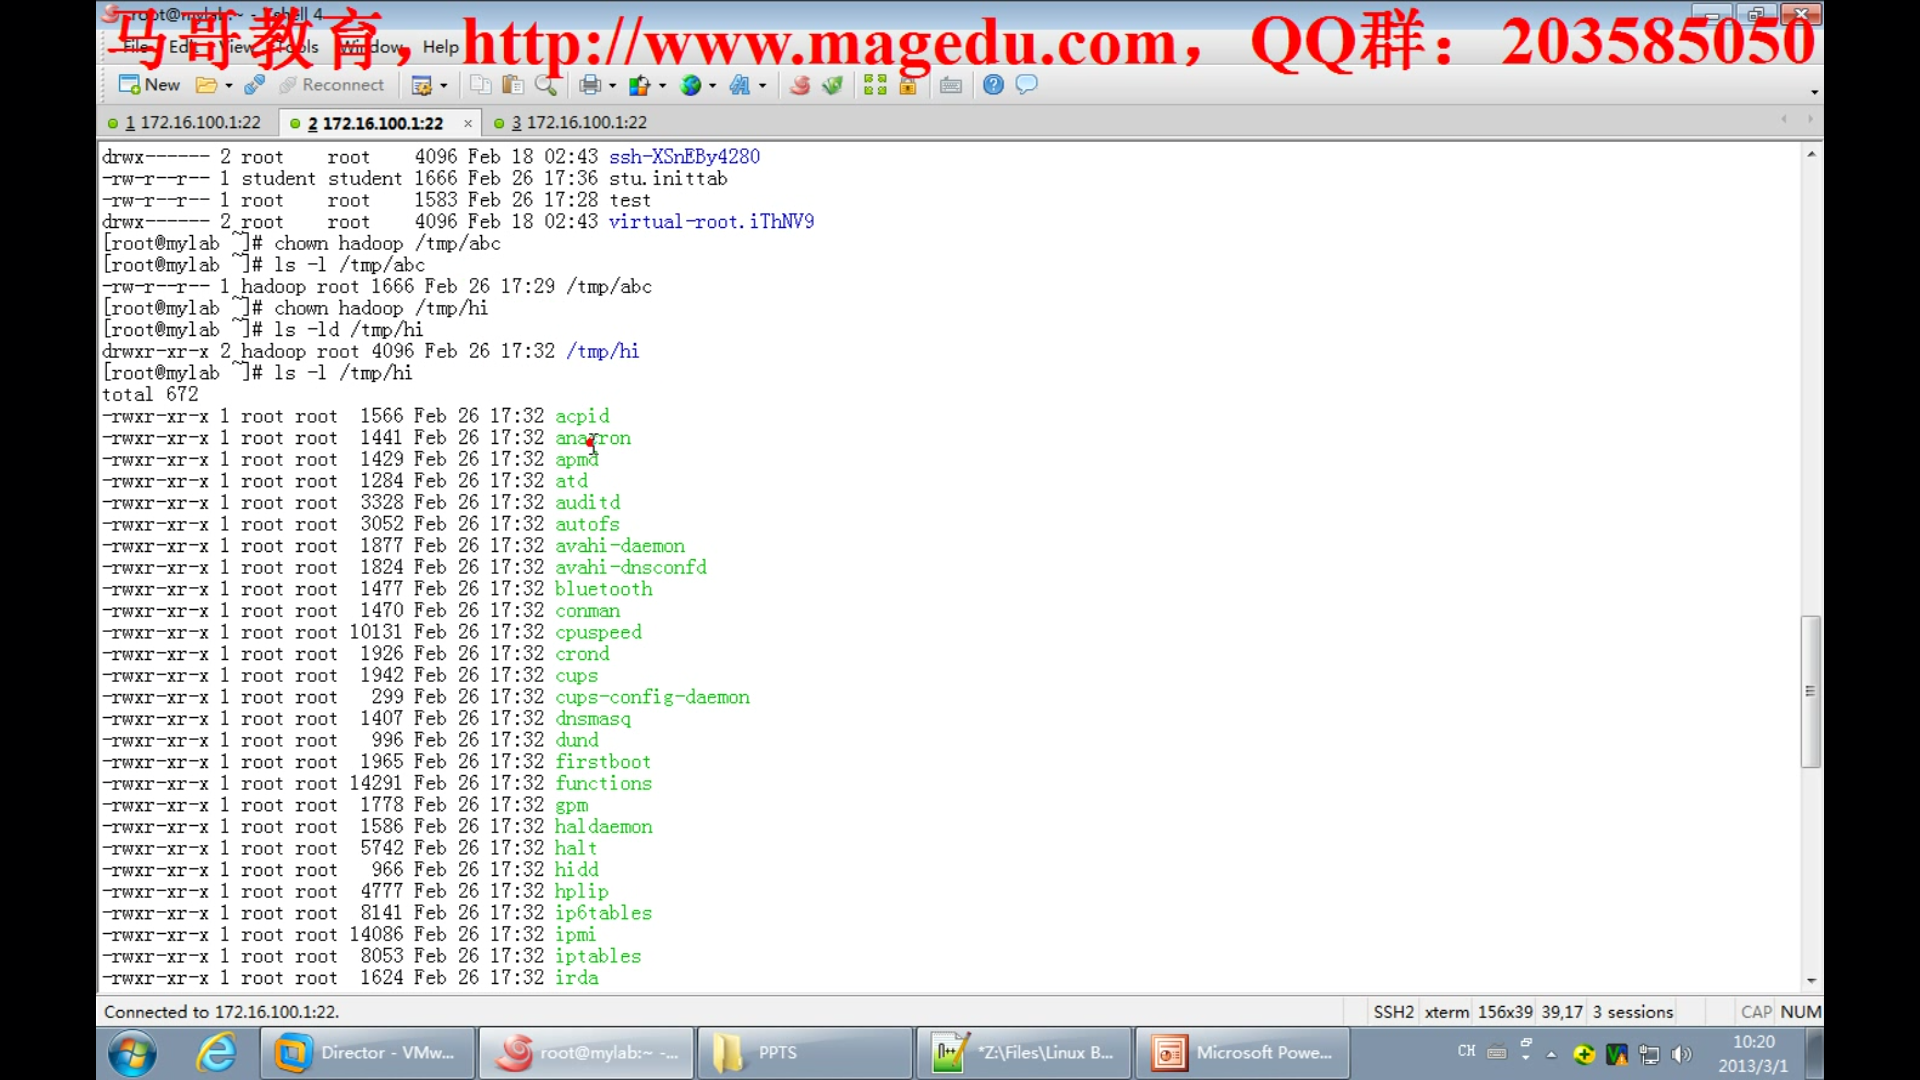 root@mylab:~ - Xshell 4
马哥教育，http://www.magedu.com，QQ群：203585050
File Edit View Tools Window Help
New Reconnect
1 172.16.100.1:22 2 172.16.100.1:22 × 3 172.16.100.1:22
drwx------ 2 root    root    4096 Feb 18 02:43 ssh-XSnEBy4280
-rw-r--r-- 1 student student 1666 Feb 26 17:36 stu.inittab
-rw-r--r-- 1 root    root    1583 Feb 26 17:28 test
drwx------ 2 root    root    4096 Feb 18 02:43 virtual-root.iThNV9
[root@mylab ~]# chown hadoop /tmp/abc
[root@mylab ~]# ls -l /tmp/abc
-rw-r--r-- 1 hadoop root 1666 Feb 26 17:29 /tmp/abc
[root@mylab ~]# chown hadoop /tmp/hi
[root@mylab ~]# ls -ld /tmp/hi
drwxr-xr-x 2 hadoop root 4096 Feb 26 17:32 /tmp/hi
[root@mylab ~]# ls -l /tmp/hi
total 672
-rwxr-xr-x 1 root root  1566 Feb 26 17:32 acpid
-rwxr-xr-x 1 root root  1441 Feb 26 17:32 anacron
-rwxr-xr-x 1 root root  1429 Feb 26 17:32 apmd
-rwxr-xr-x 1 root root  1284 Feb 26 17:32 atd
-rwxr-xr-x 1 root root  3328 Feb 26 17:32 auditd
-rwxr-xr-x 1 root root  3052 Feb 26 17:32 autofs
-rwxr-xr-x 1 root root  1877 Feb 26 17:32 avahi-daemon
-rwxr-xr-x 1 root root  1824 Feb 26 17:32 avahi-dnsconfd
-rwxr-xr-x 1 root root  1477 Feb 26 17:32 bluetooth
-rwxr-xr-x 1 root root  1470 Feb 26 17:32 conman
-rwxr-xr-x 1 root root 10131 Feb 26 17:32 cpuspeed
-rwxr-xr-x 1 root root  1926 Feb 26 17:32 crond
-rwxr-xr-x 1 root root  1942 Feb 26 17:32 cups
-rwxr-xr-x 1 root root   299 Feb 26 17:32 cups-config-daemon
-rwxr-xr-x 1 root root  1407 Feb 26 17:32 dnsmasq
-rwxr-xr-x 1 root root   996 Feb 26 17:32 dund
-rwxr-xr-x 1 root root  1965 Feb 26 17:32 firstboot
-rwxr-xr-x 1 root root 14291 Feb 26 17:32 functions
-rwxr-xr-x 1 root root  1778 Feb 26 17:32 gpm
-rwxr-xr-x 1 root root  1586 Feb 26 17:32 haldaemon
-rwxr-xr-x 1 root root  5742 Feb 26 17:32 halt
-rwxr-xr-x 1 root root   966 Feb 26 17:32 hidd
-rwxr-xr-x 1 root root  4777 Feb 26 17:32 hplip
-rwxr-xr-x 1 root root  8141 Feb 26 17:32 ip6tables
-rwxr-xr-x 1 root root 14086 Feb 26 17:32 ipmi
-rwxr-xr-x 1 root root  8053 Feb 26 17:32 iptables
-rwxr-xr-x 1 root root  1624 Feb 26 17:32 irda
Connected to 172.16.100.1:22. SSH2 xterm 156x39 39,17 3 sessions CAP NUM
Director - VMw... root@mylab:~ -... PPTS *Z:\Files\Linux B... Microsoft Powe... CH 10:20
2013/3/1